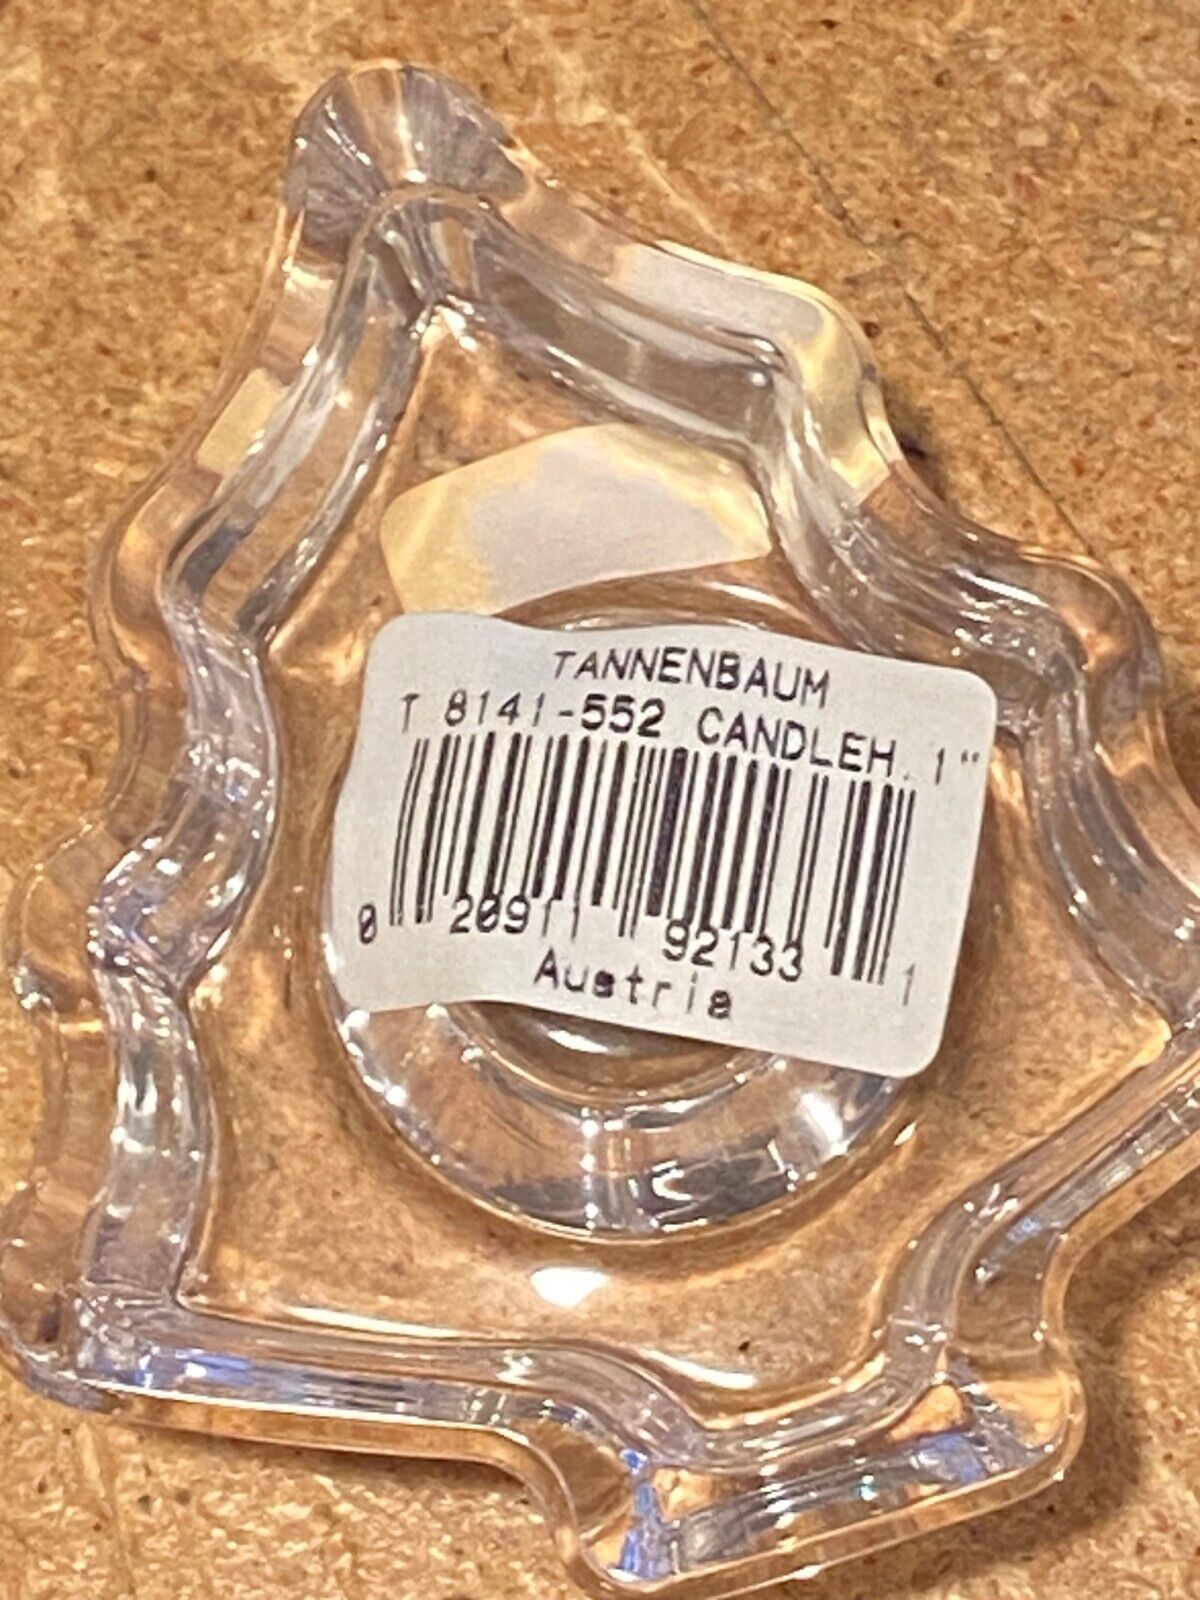 TANNENBAUM
T 8141-552 CANDLEH. 1"
0 20911 92133 1
Austria